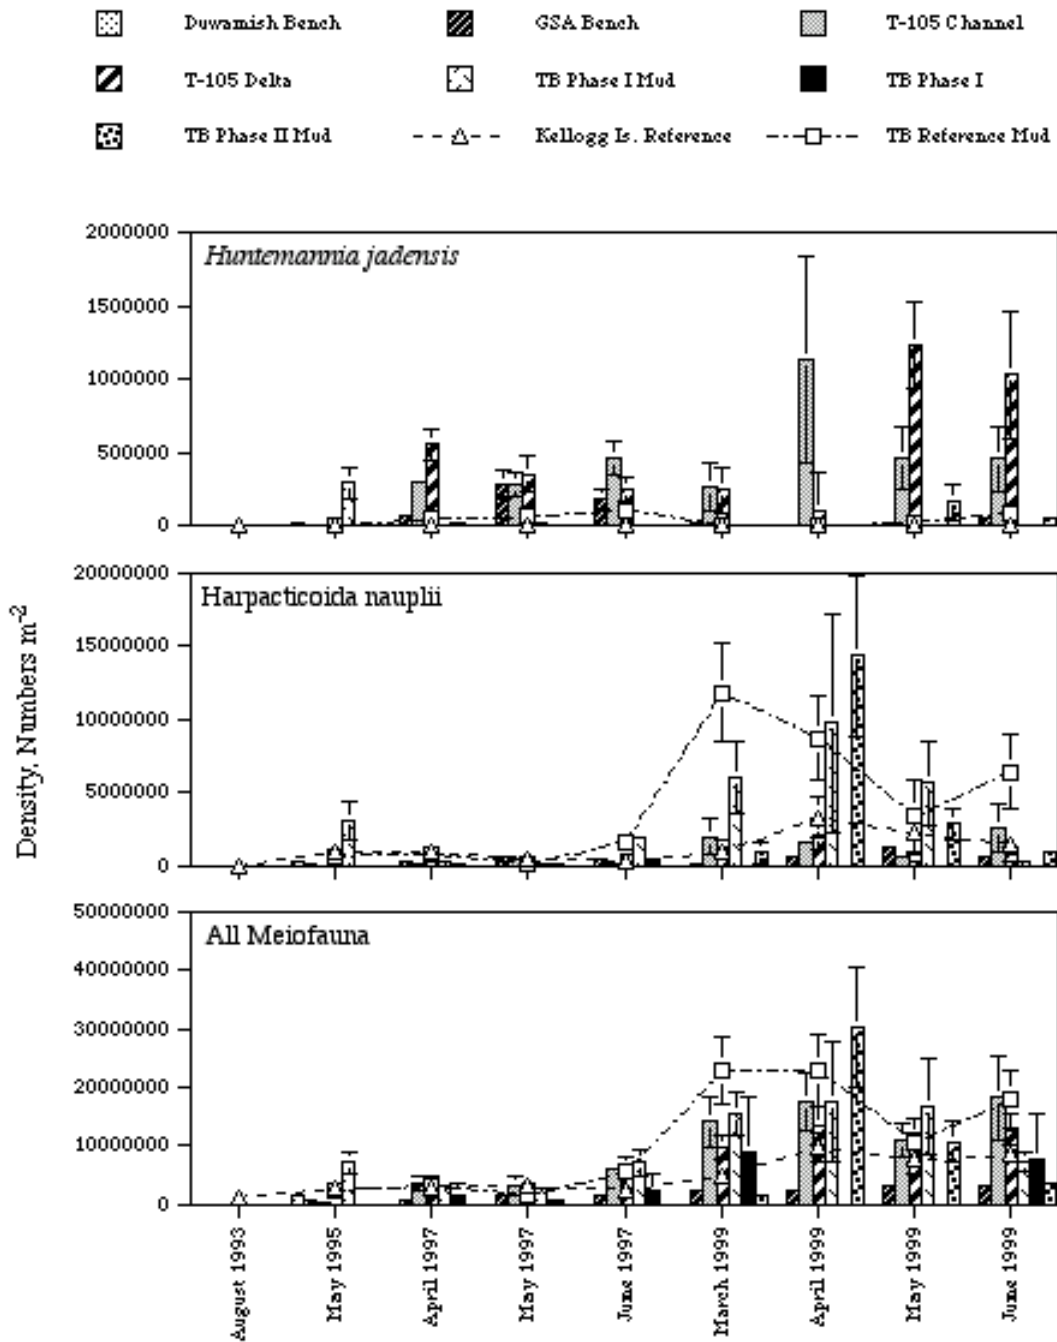 Duwamish Bench GSA Bench T-105 Channel
T-105 Delta TB Phase I Mud TB Phase I
TB Phase II Mud Kellogg Is. Reference TB Reference Mud
Density, Numbers m-2
2000000
Huntemannia jadensis
1500000
1000000
500000
0
20000000
Harpacticoida nauplii
15000000
10000000
5000000
0
50000000
All Meiofauna
40000000
30000000
20000000
10000000
0
August 1993
May 1995
April 1997
May 1997
June 1997
March 1999
April 1999
May 1999
June 1999